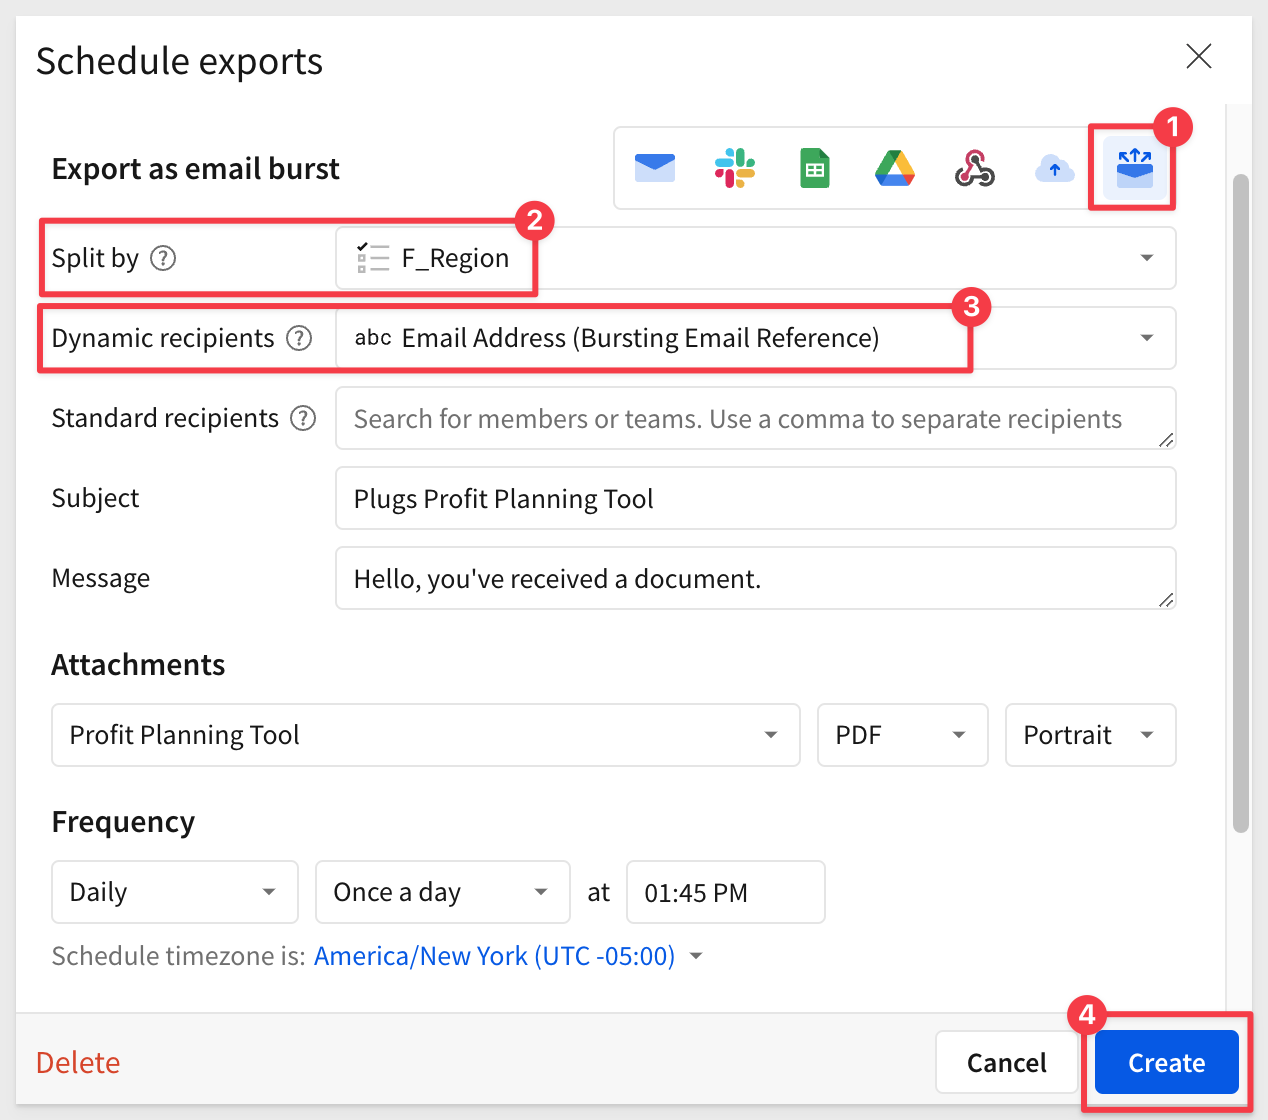 Schedule exports
1
Export as email burst
2
Split by ? F_Region
3
Dynamic recipients ? abc Email Address (Bursting Email Reference)
Standard recipients ? Search for members or teams. Use a comma to separate recipients
Subject Plugs Profit Planning Tool
Message Hello, you've received a document.
Attachments
Profit Planning Tool PDF Portrait
Frequency
Daily Once a day at 01:45 PM
Schedule timezone is: America/New York (UTC -05:00)
4
Delete Cancel Create